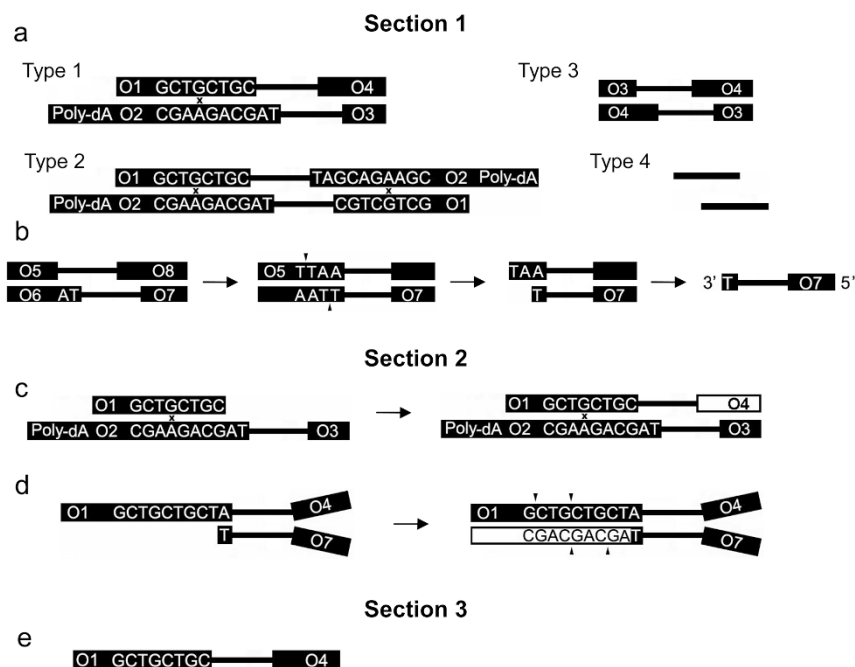 Section 1
a
Type 1
O1 GCTGCTGC O4
Poly-dA O2 CGAAGACGAT O3
x
Type 3
O3 O4
O4 O3
Type 2
O1 GCTGCTGC TAGCAGAAGC O2 Poly-dA
x x
Poly-dA O2 CGAAGACGAT CGTCGTCG O1
Type 4
b
O5 O8
O6 AT O7
O5 TTAA
AATT O7
TAA
T O7
3' T O7 5'
Section 2
c
O1 GCTGCTGC
x
Poly-dA O2 CGAAGACGAT O3
O1 GCTGCTGC O4
x
Poly-dA O2 CGAAGACGAT O3
d
O1 GCTGCTGCTA O4
T O7
O1 GCTGCTGCTA O4
CGACGACGAT O7
Section 3
e
O1 GCTGCTGC O4